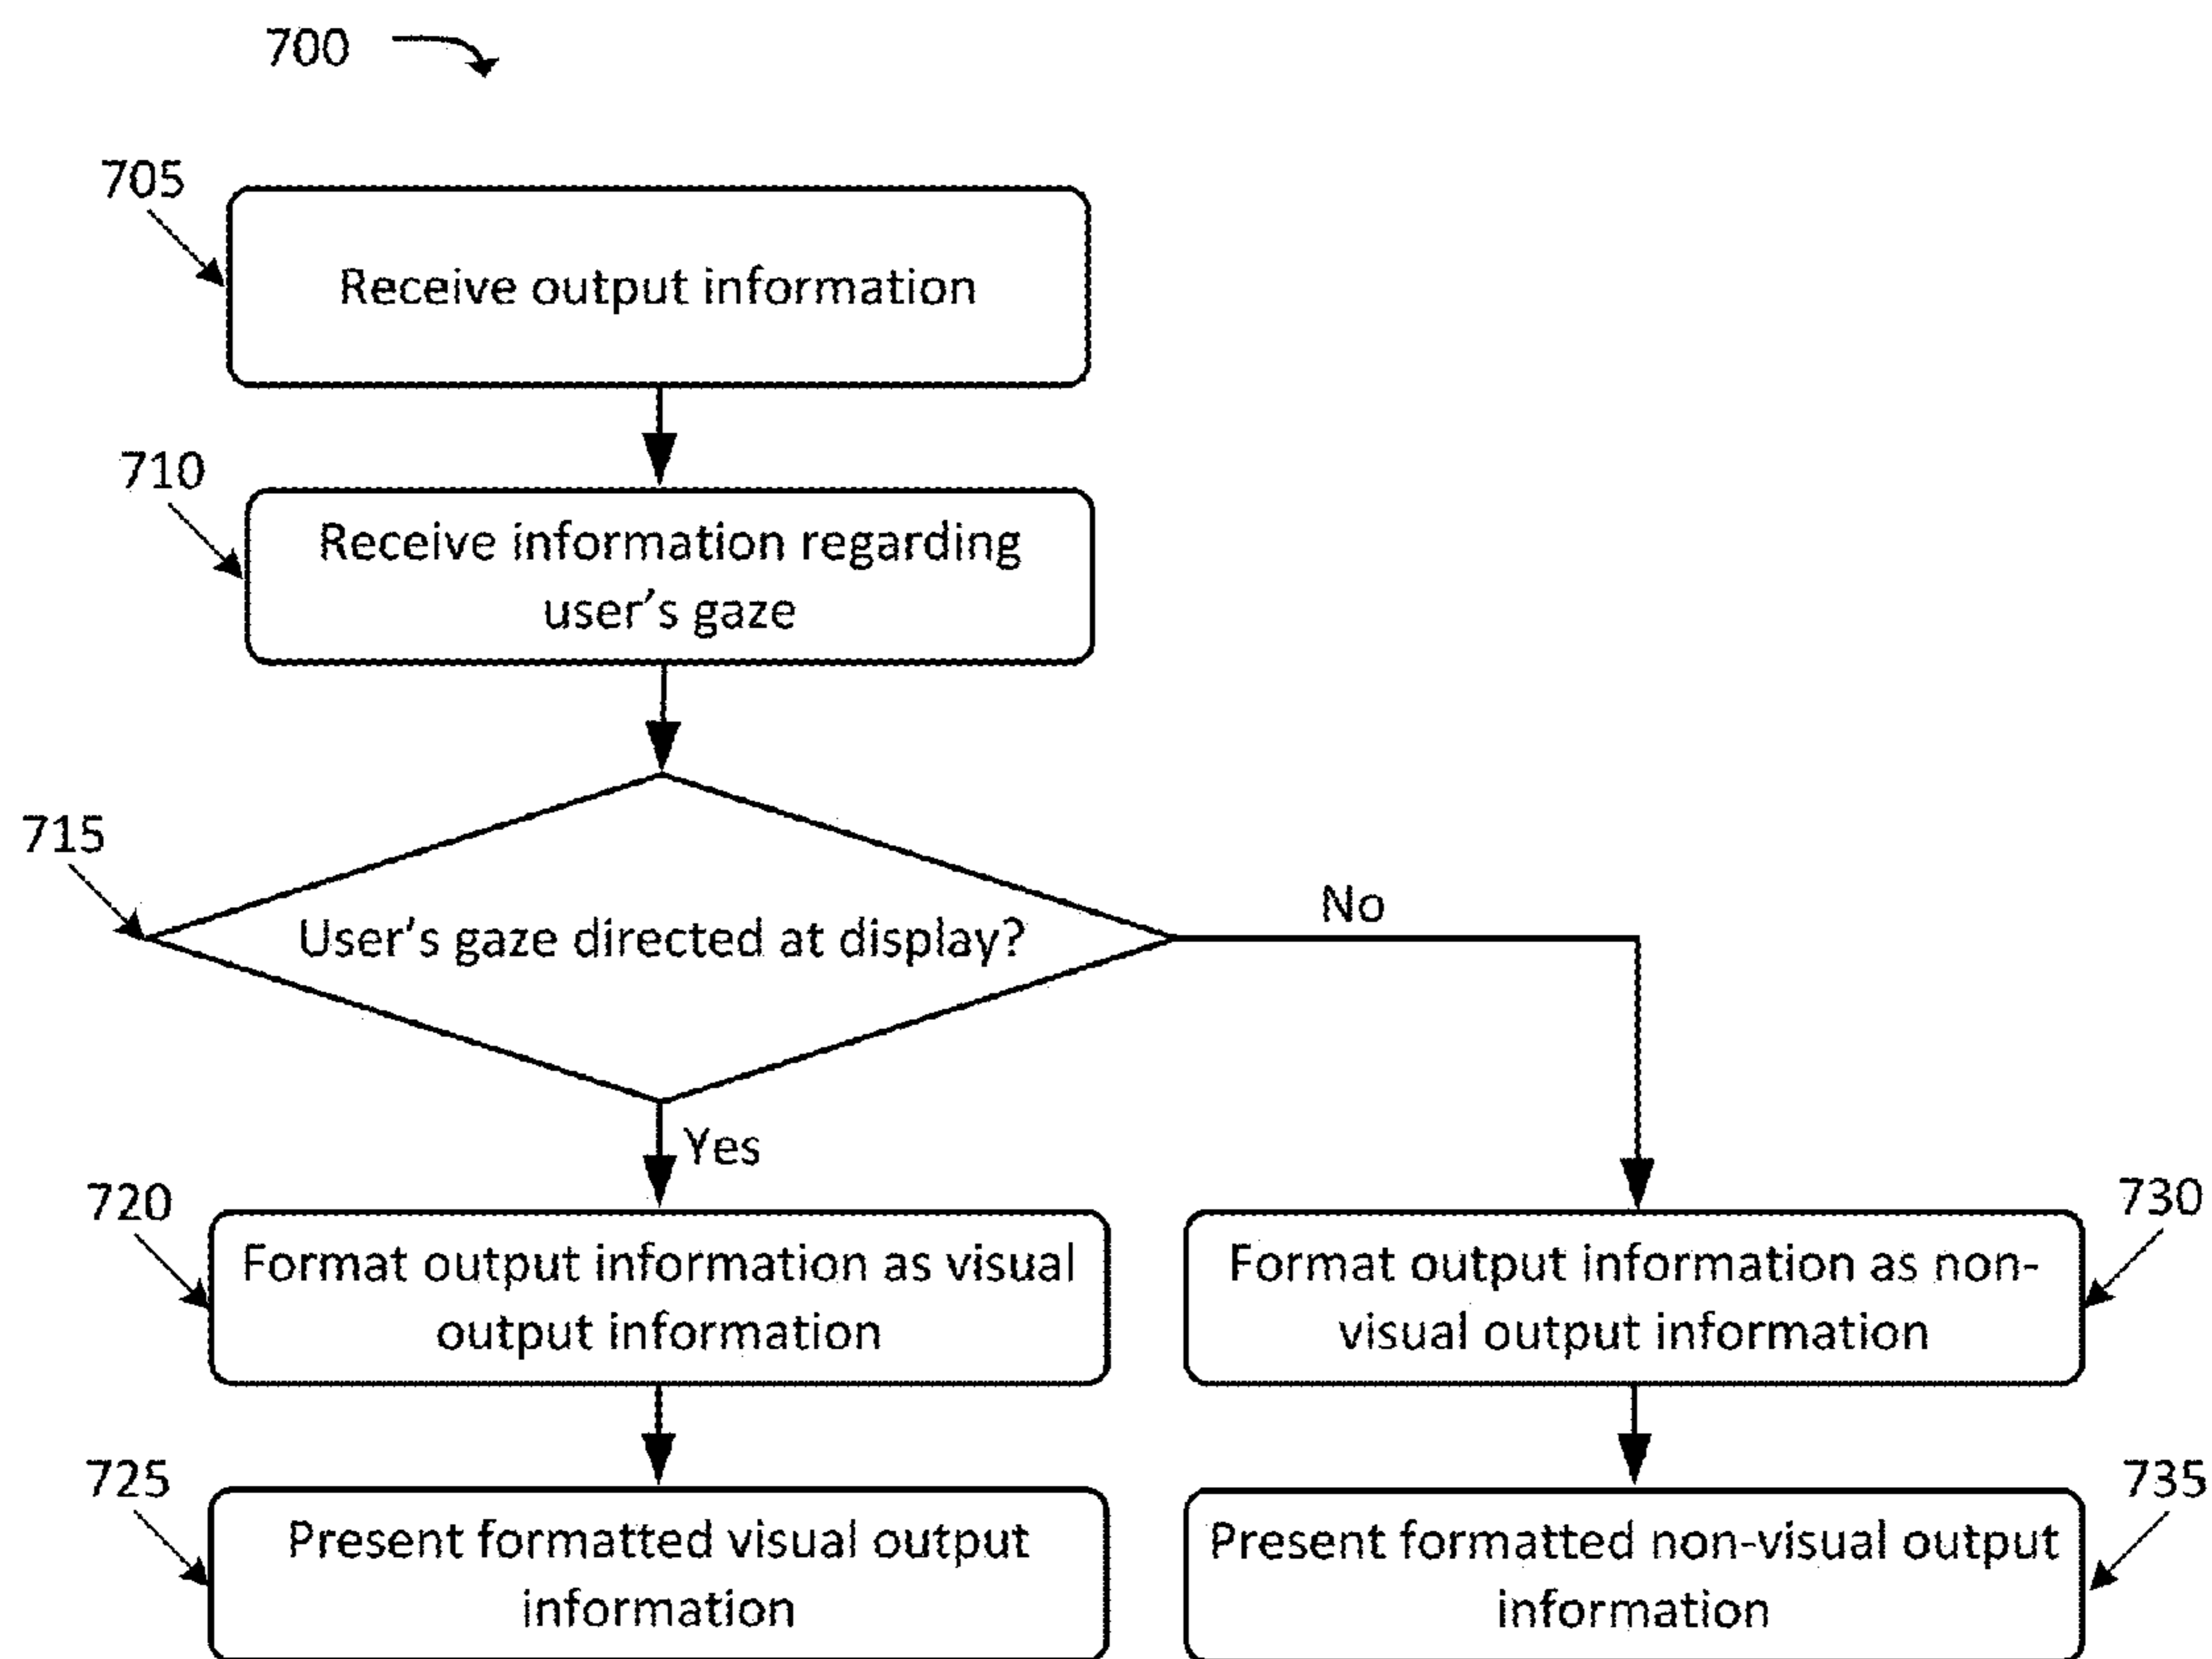 700
705
Receive output information
710
Receive information regarding
user's gaze
715
User's gaze directed at display?
No
Yes
720
Format output information as visual
output information
730
Format output information as non-
visual output information
725
Present formatted visual output
information
735
Present formatted non-visual output
information